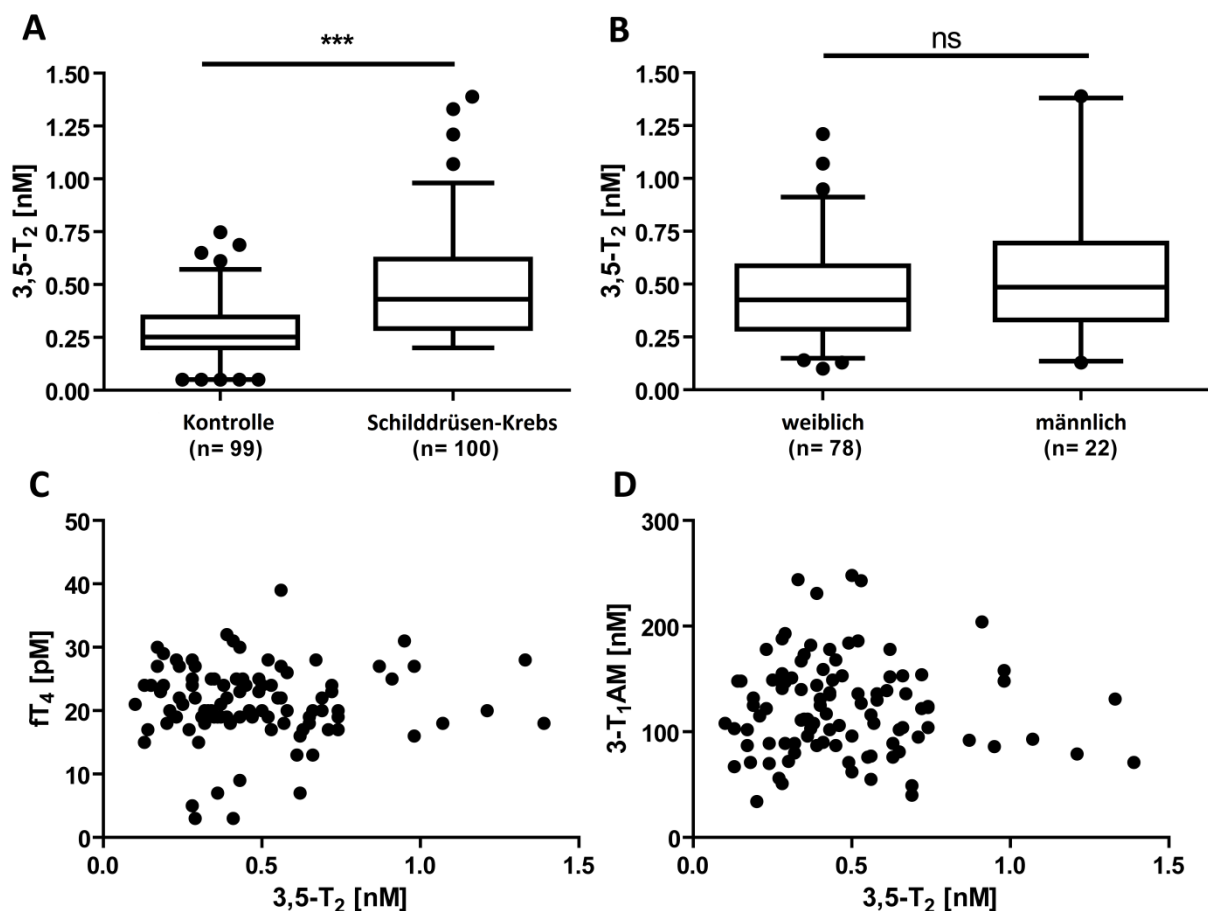 A
***
3,5-T₂ [nM]
1.50
1.25
1.00
0.75
0.50
0.25
0.00
Kontrolle
(n= 99)
Schilddrüsen-Krebs
(n= 100)
B
ns
3,5-T₂ [nM]
1.50
1.25
1.00
0.75
0.50
0.25
0.00
weiblich
(n= 78)
männlich
(n= 22)
C
fT₄ [pM]
50
40
30
20
10
0
0.0
0.5
1.0
1.5
3,5-T₂ [nM]
D
3-T₁AM [nM]
300
200
100
0
0.0
0.5
1.0
1.5
3,5-T₂ [nM]